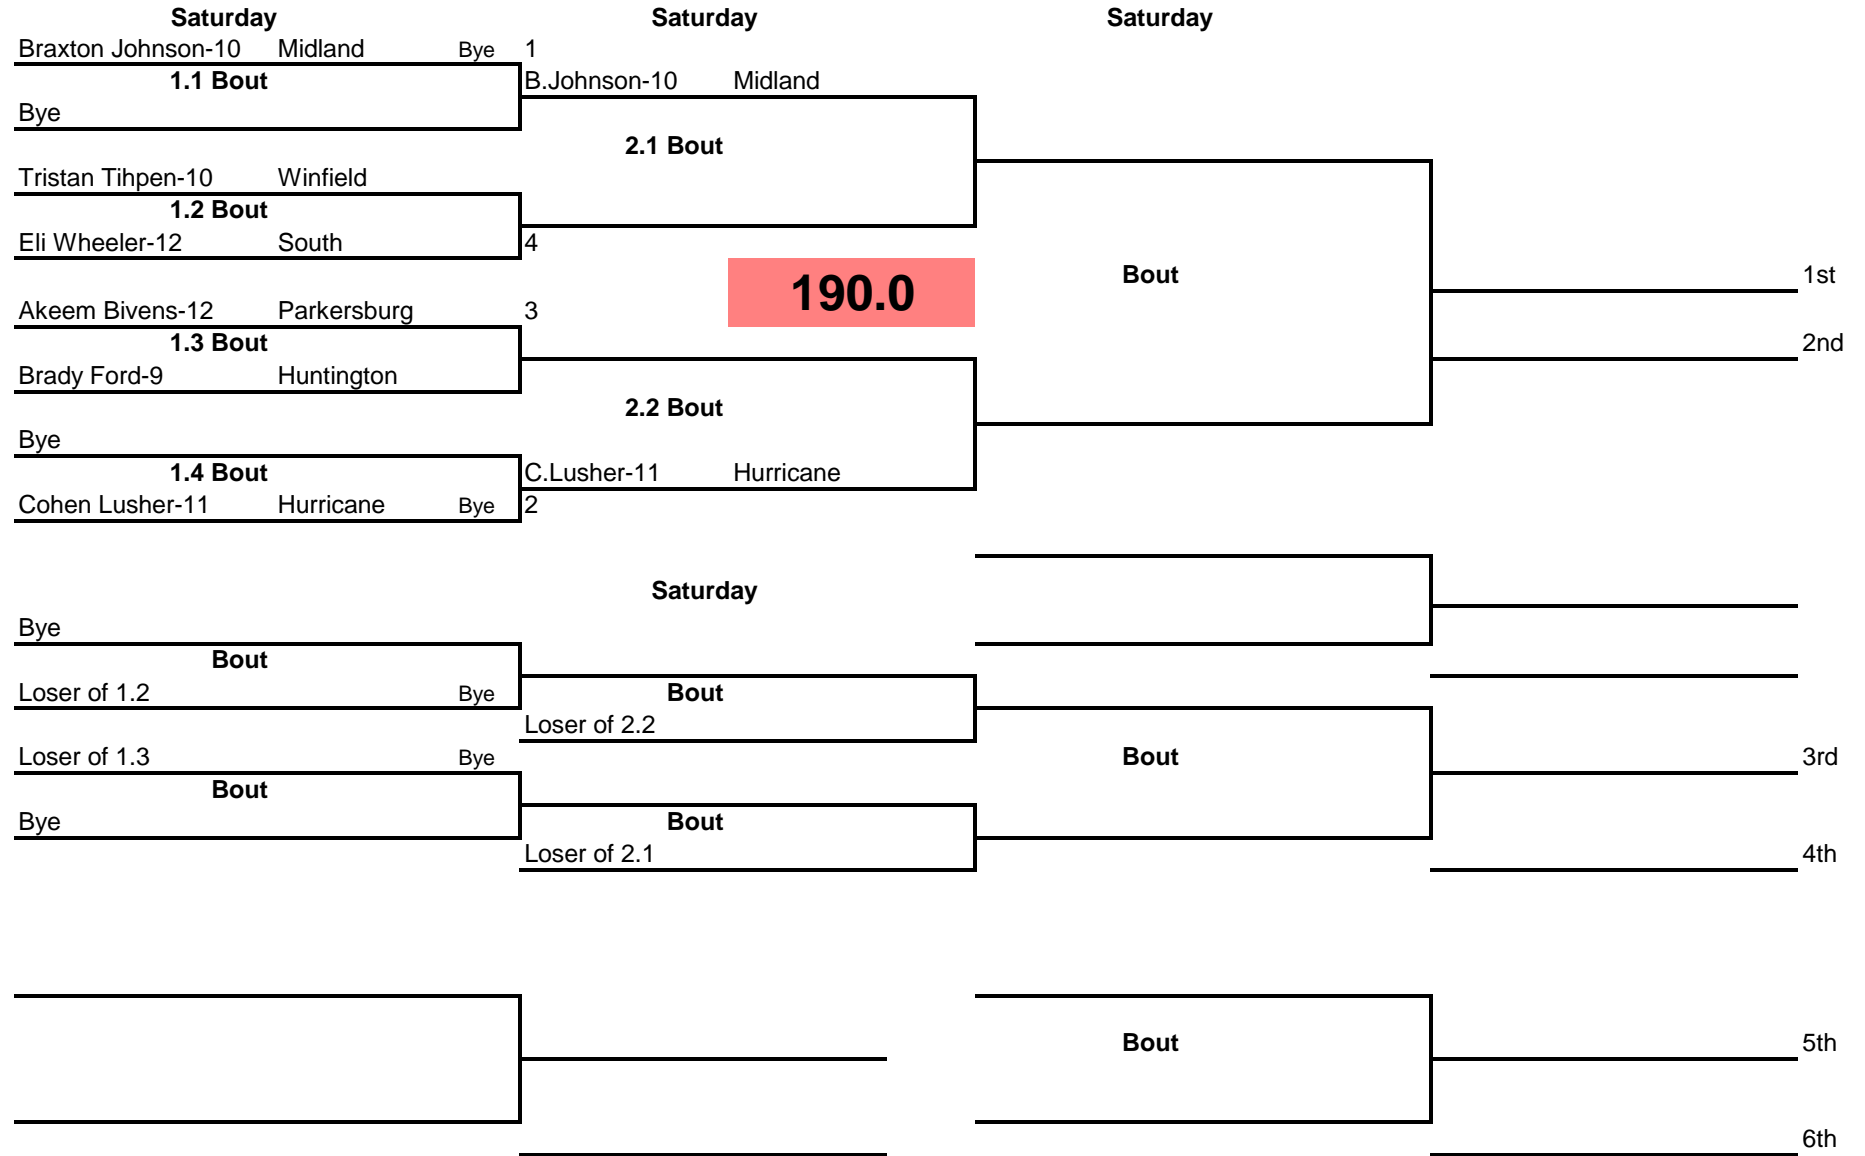 Saturday Saturday Saturday
Braxton Johnson-10 Midland Bye 1
1.1 Bout B.Johnson-10 Midland
Bye
2.1 Bout
Tristan Tihpen-10 Winfield
1.2 Bout
Eli Wheeler-12 South 4
190.0 Bout 1st
Akeem Bivens-12 Parkersburg 3
1.3 Bout 2nd
Brady Ford-9 Huntington
2.2 Bout
Bye
1.4 Bout C.Lusher-11 Hurricane
Cohen Lusher-11 Hurricane Bye 2
Saturday
Bye
Bout
Loser of 1.2 Bye Bout
Loser of 2.2
Loser of 1.3 Bye Bout 3rd
Bout
Bye Bout
Loser of 2.1 4th
Bout 5th
6th